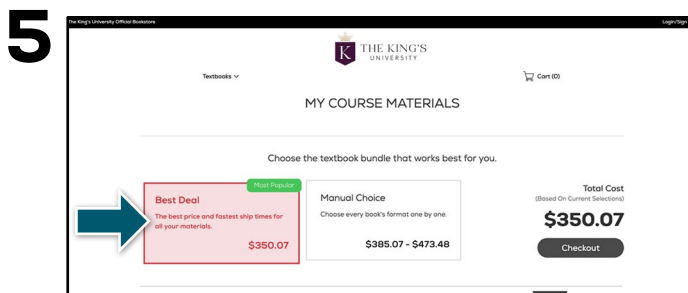 5
The King's University Official Bookstore
Login/Sign
K
THE KING'S
UNIVERSITY
Textbooks
Cart (0)
MY COURSE MATERIALS
Choose the textbook bundle that works best for you.
Most Popular
Best Deal
The best price and fastest ship times for
all your materials.
$350.07
Manual Choice
Choose every book's format one by one.
$385.07 - $473.48
Total Cost
(Based On Current Selections)
$350.07
Checkout